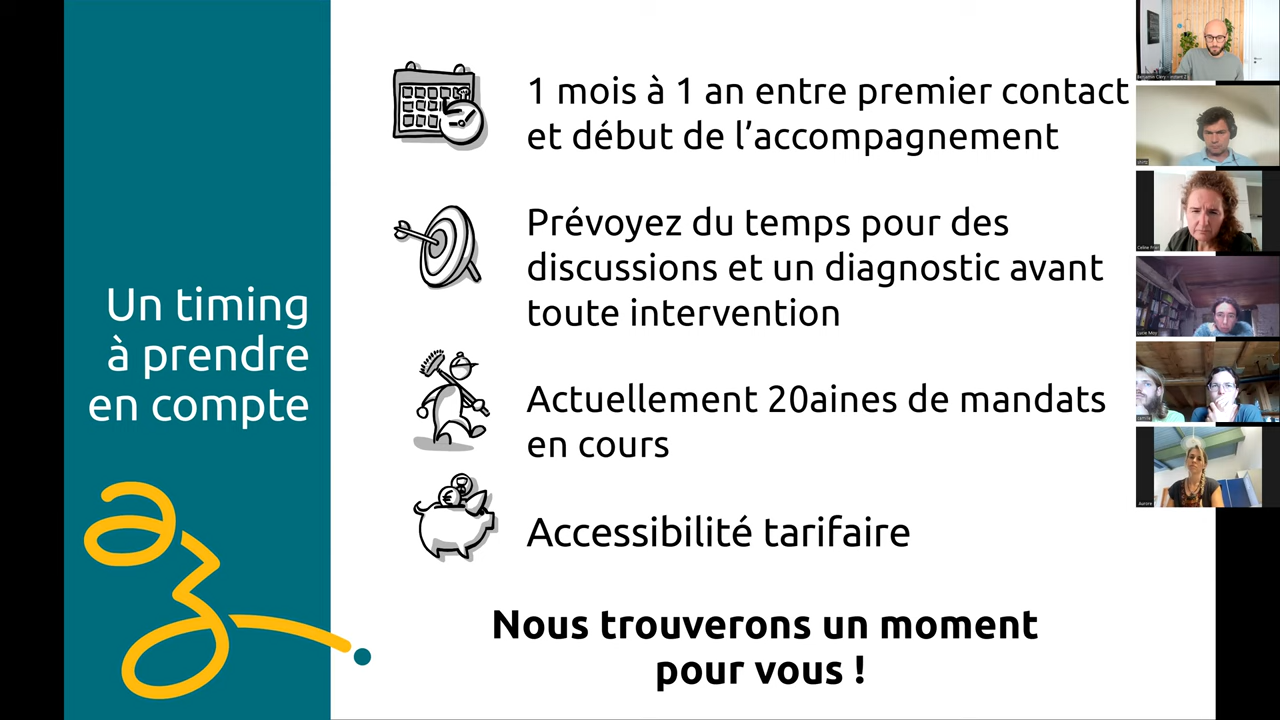 Un timing
à prendre
en compte
1 mois à 1 an entre premier contact
et début de l’accompagnement
Prévoyez du temps pour des
discussions et un diagnostic avant
toute intervention
Actuellement 20aines de mandats
en cours
Accessibilité tarifaire
Nous trouverons un moment
pour vous !
Aurore